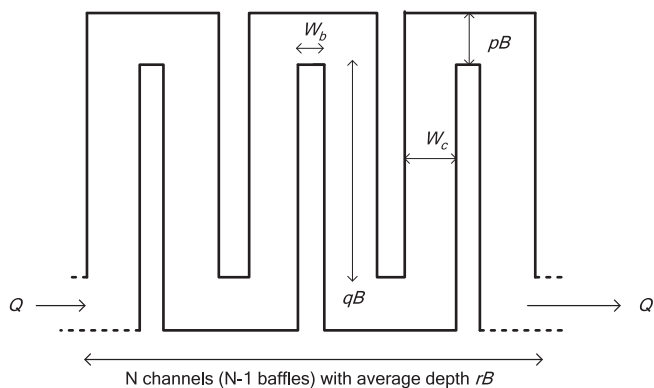 W_b
pB
W_c
qB
Q
Q
N channels (N-1 baffles) with average depth rB